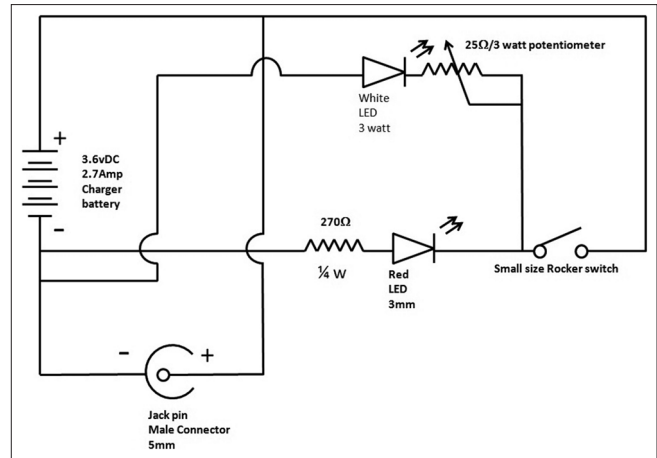 25Ω/3 watt potentiometer
White
LED
3 watt
+
3.6vDC
2.7Amp
Charger
battery
-
270Ω
¼ W
Red
LED
3mm
Small size Rocker switch
- +
Jack pin
Male Connector
5mm